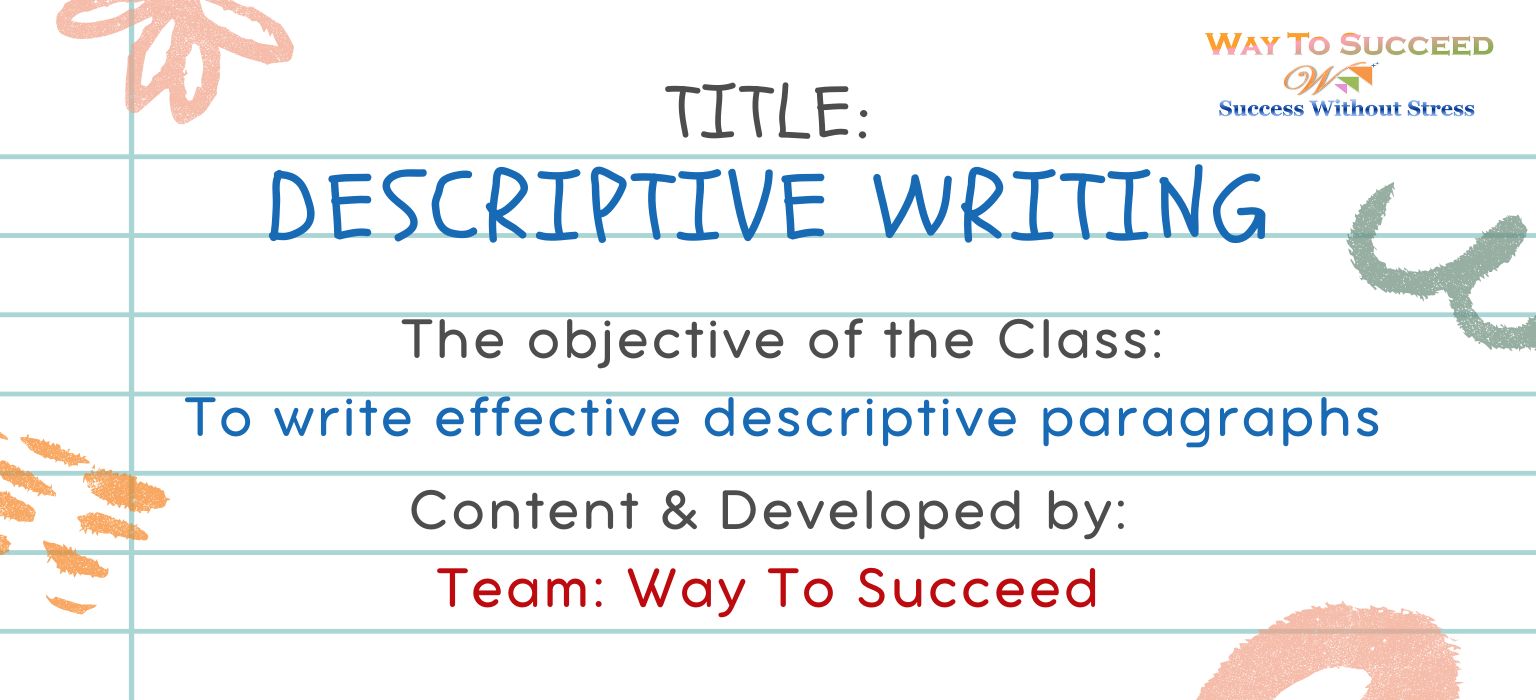 WAY TO SUCCEED
W
Success Without Stress
TITLE:
DESCRIPTIVE WRITING
The objective of the Class:
To write effective descriptive paragraphs
Content & Developed by:
Team: Way To Succeed